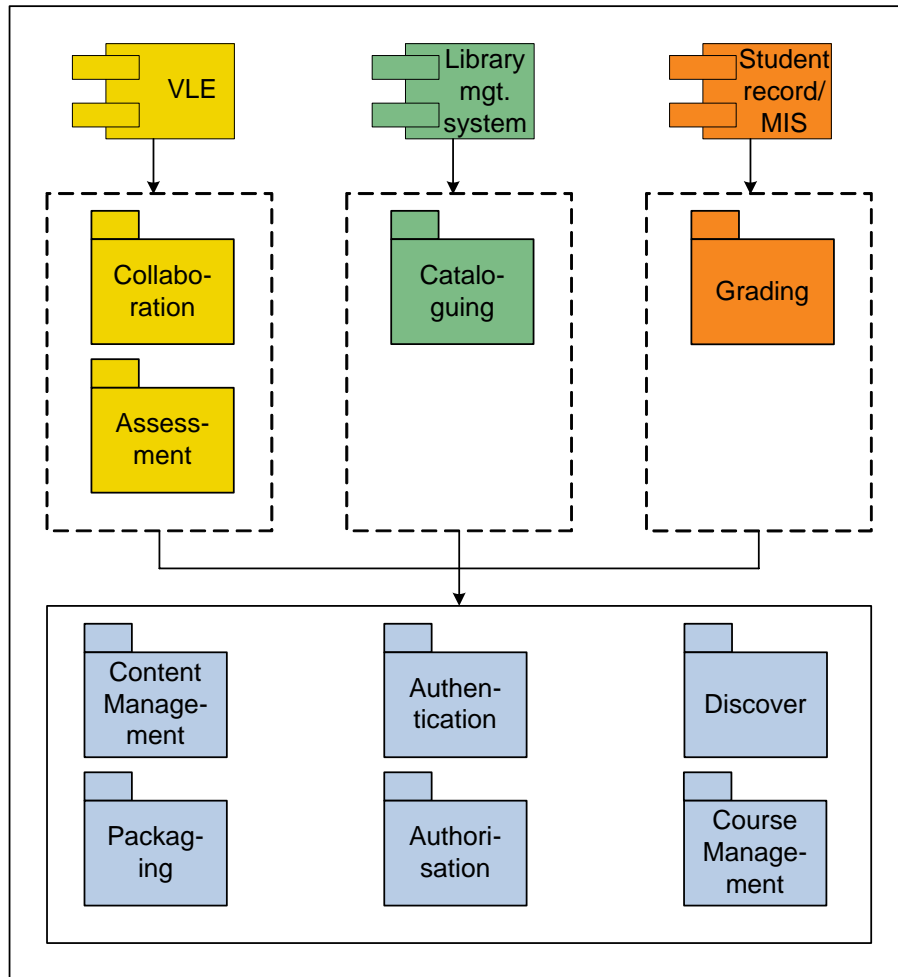 VLE
Library
mgt.
system
Student
record/
MIS
Collabo-
ration
Catalo-
guing
Grading
Assess-
ment
Content
Manage-
ment
Authen-
tication
Discover
Packag-
ing
Authori-
sation
Course
Manage-
ment